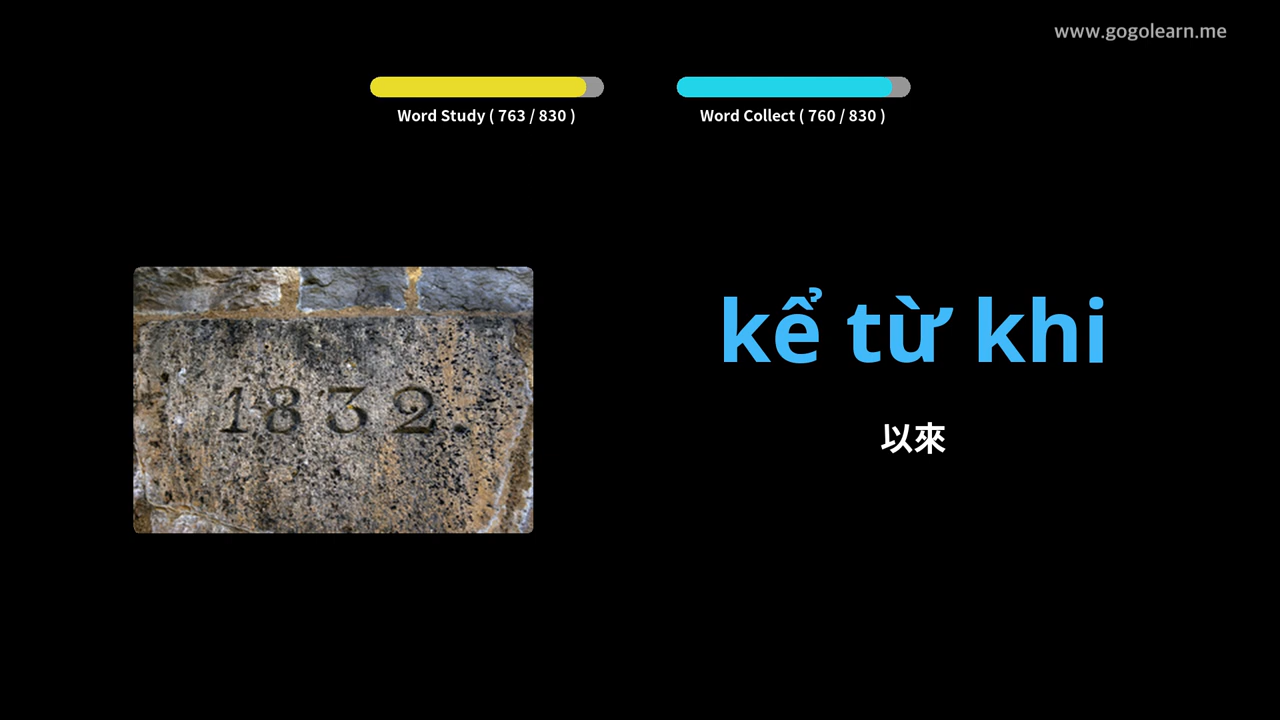 www.gogolearn.me
Word Study ( 763 / 830 )
Word Collect ( 760 / 830 )
1832.
kể từ khi
以來